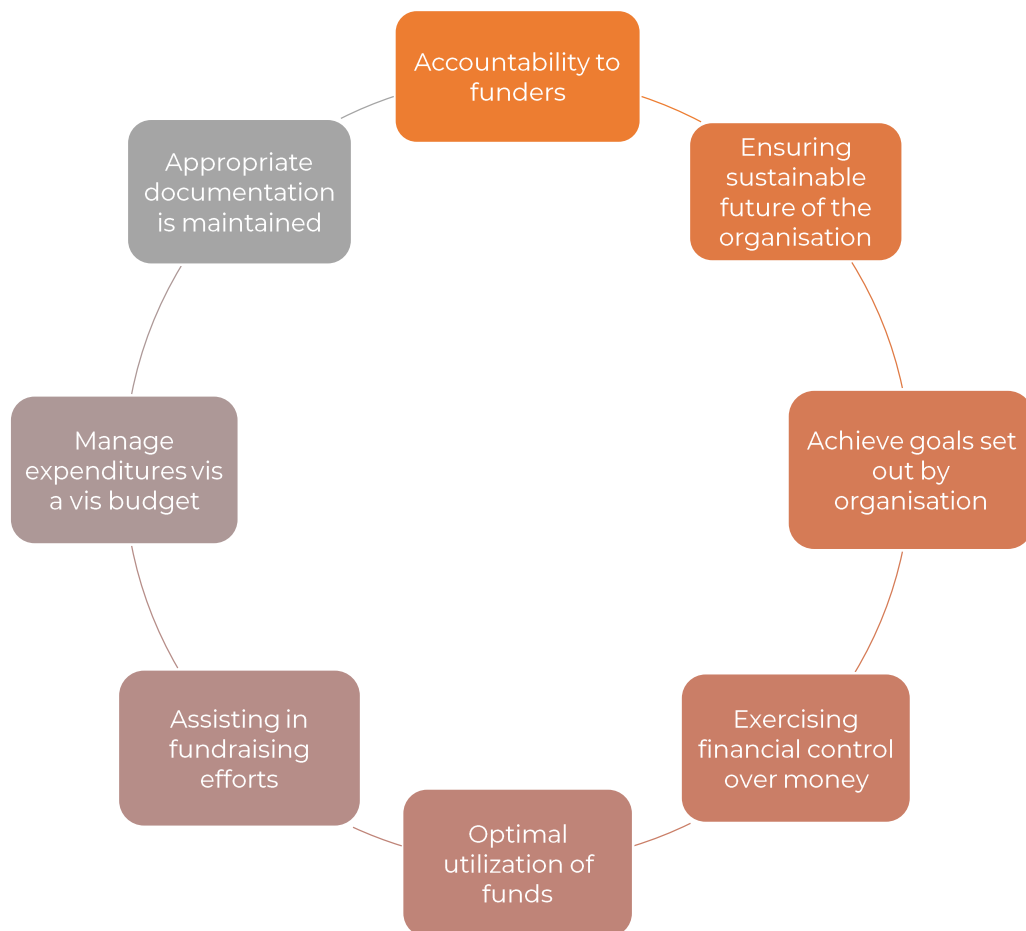 Accountability to
funders
Ensuring
sustainable
future of the
organisation
Achieve goals set
out by
organisation
Exercising
financial control
over money
Optimal
utilization of
funds
Assisting in
fundraising
efforts
Manage
expenditures vis
a vis budget
Appropriate
documentation
is maintained